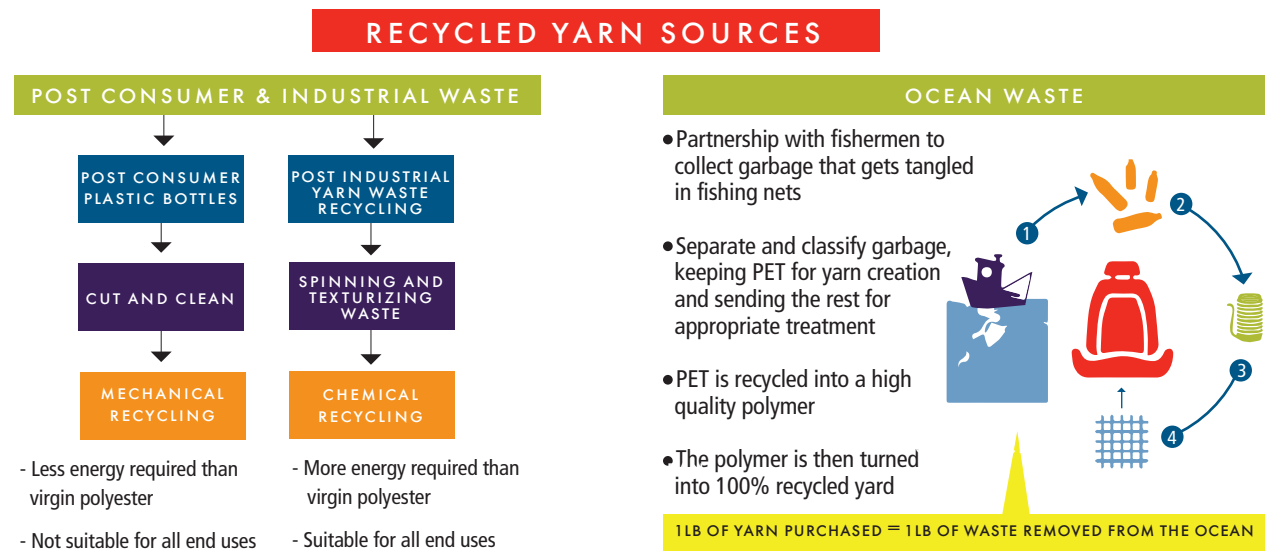 RECYCLED YARN SOURCES
POST CONSUMER & INDUSTRIAL WASTE
POST CONSUMER
PLASTIC BOTTLES
CUT AND CLEAN
MECHANICAL
RECYCLING
- Less energy required than
virgin polyester
- Not suitable for all end uses
POST INDUSTRIAL
YARN WASTE
RECYCLING
SPINNING AND
TEXTURIZING
WASTE
CHEMICAL
RECYCLING
- More energy required than
virgin polyester
- Suitable for all end uses
OCEAN WASTE
•Partnership with fishermen to
collect garbage that gets tangled
in fishing nets
•Separate and classify garbage,
keeping PET for yarn creation
and sending the rest for
appropriate treatment
•PET is recycled into a high
quality polymer
•The polymer is then turned
into 100% recycled yard
1
2
3
4
1LB OF YARN PURCHASED = 1LB OF WASTE REMOVED FROM THE OCEAN